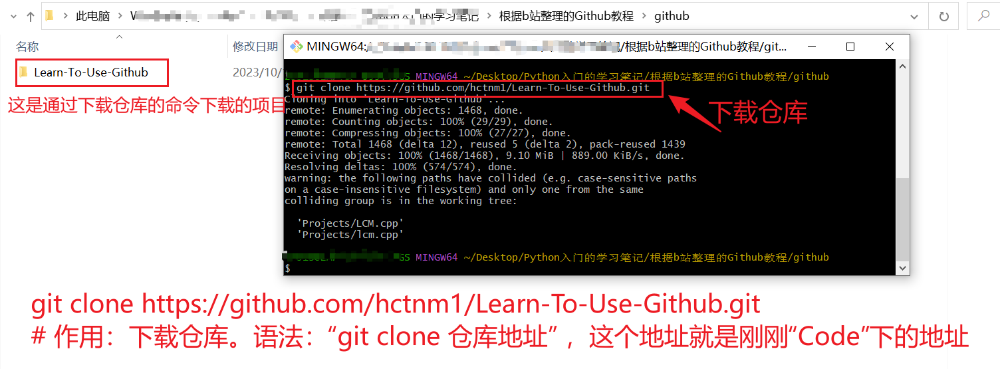 此电脑
的学习笔记
根据b站整理的Github教程
github
名称
修改日期
Learn-To-Use-Github
2023/10/
这是通过下载仓库的命令下载的项目
MINGW64:/
/根据b站整理的Github教程/git...
GS MINGW64 ~/Desktop/Python入门的学习笔记/根据b站整理的Github教程/github
$ git clone https://github.com/hctnm1/Learn-To-Use-Github.git
Cloning into 'Learn-To-Use-Github'...
remote: Enumerating objects: 1468, done.
remote: Counting objects: 100% (29/29), done.
remote: Compressing objects: 100% (27/27), done.
remote: Total 1468 (delta 12), reused 5 (delta 2), pack-reused 1439
Receiving objects: 100% (1468/1468), 9.10 MiB | 889.00 KiB/s, done.
Resolving deltas: 100% (574/574), done.
warning: the following paths have collided (e.g. case-sensitive paths
on a case-insensitive filesystem) and only one from the same
colliding group is in the working tree:
'Projects/LCM.cpp'
'Projects/lcm.cpp'
GS MINGW64 ~/Desktop/Python入门的学习笔记/根据b站整理的Github教程/github
$
下载仓库
git clone https://github.com/hctnm1/Learn-To-Use-Github.git
# 作用：下载仓库。语法：“git clone 仓库地址”，这个地址就是刚刚“Code”下的地址